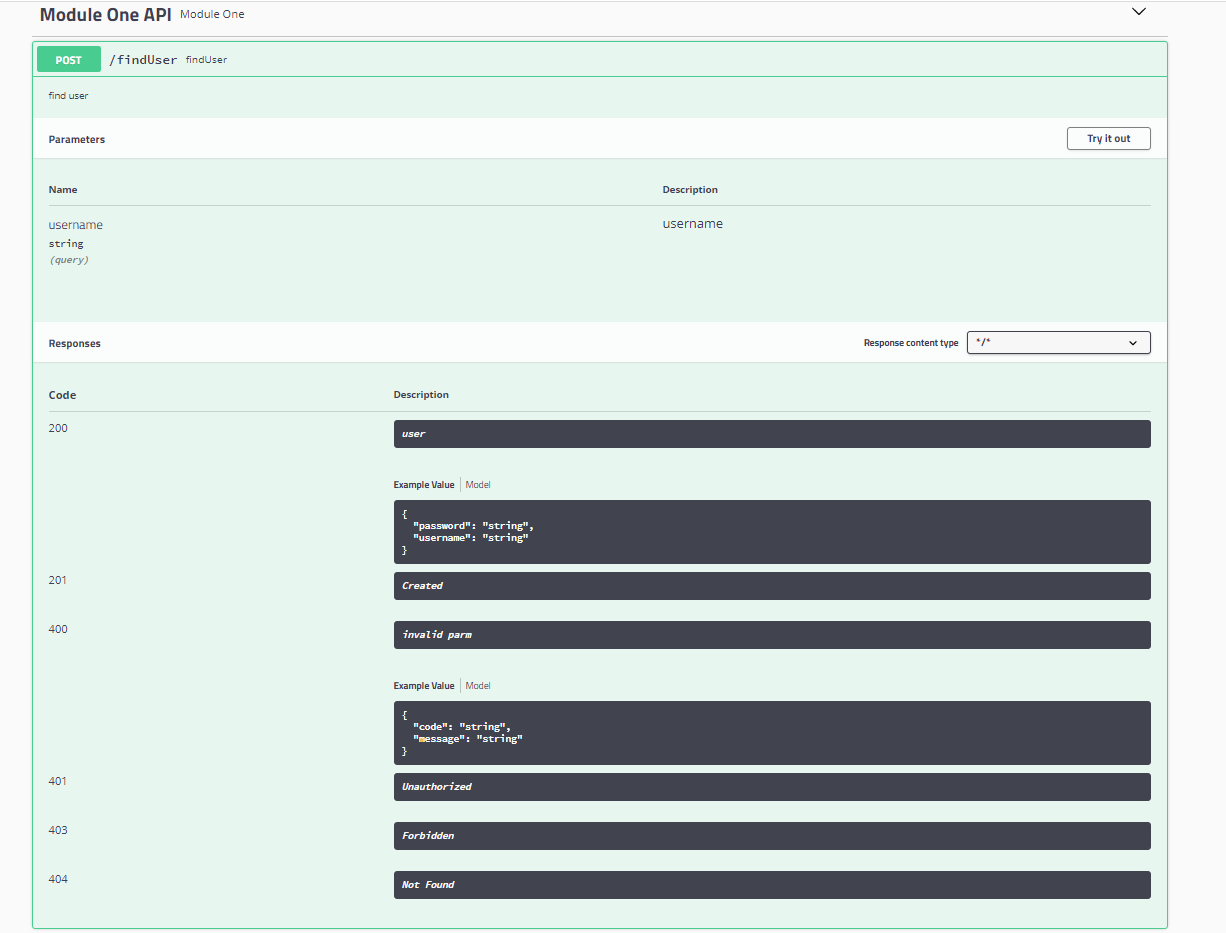 Module One API Module One
POST /findUser findUser
find user
Parameters Try it out
Name Description
username username
string
(query)
Responses Response content type */*
Code Description
200 user
Example Value Model
{
"password": "string",
"username": "string"
}
201 Created
400 invalid parm
Example Value Model
{
"code": "string",
"message": "string"
}
401 Unauthorized
403 Forbidden
404 Not Found